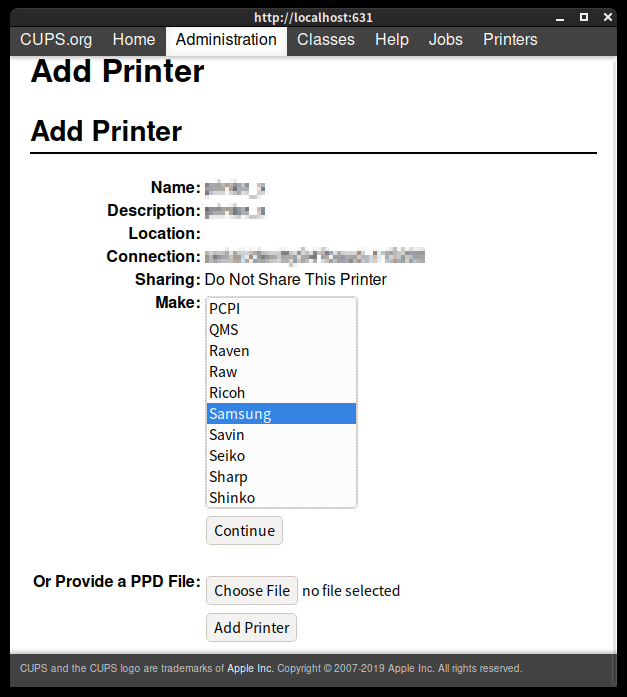 http://localhost:631
CUPS.org Home Administration Classes Help Jobs Printers
Add Printer
Add Printer
Name:
Description:
Location:
Connection:
Sharing: Do Not Share This Printer
Make:
PCPI
QMS
Raven
Raw
Ricoh
Samsung
Savin
Seiko
Sharp
Shinko
Continue
Or Provide a PPD File: Choose File no file selected
Add Printer
CUPS and the CUPS logo are trademarks of Apple Inc. Copyright © 2007-2019 Apple Inc. All rights reserved.